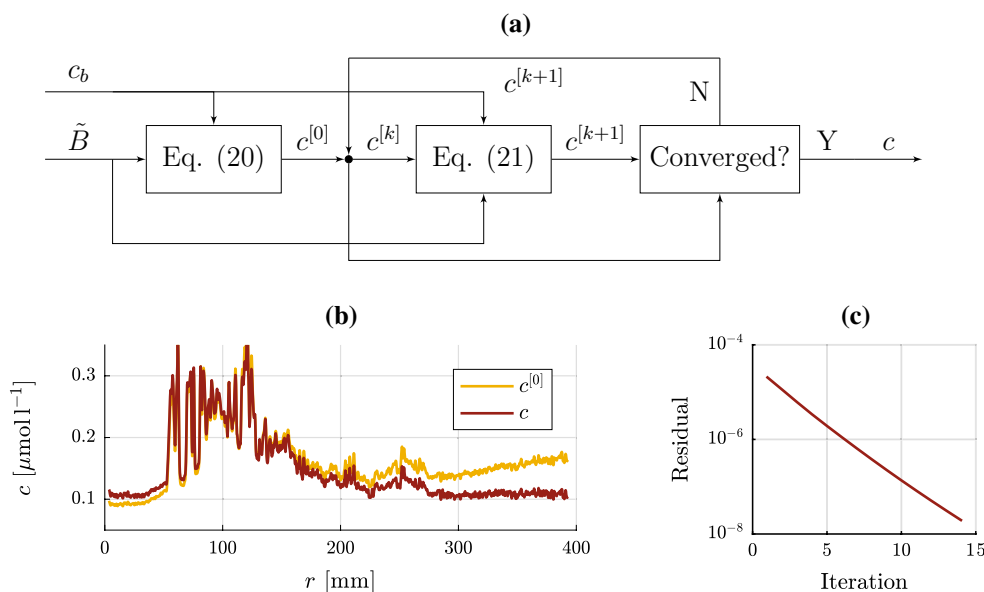 (a)
c_b
c^{[k+1]}
N
B̃
Eq. (20)
c^{[0]}
c^{[k]}
Eq. (21)
c^{[k+1]}
Converged?
Y
c
(b)
c [μmol l⁻¹]
0.3
0.2
0.1
c^{[0]}
c
0
100
200
300
400
r [mm]
(c)
Residual
10⁻⁴
10⁻⁶
10⁻⁸
0
5
10
15
Iteration